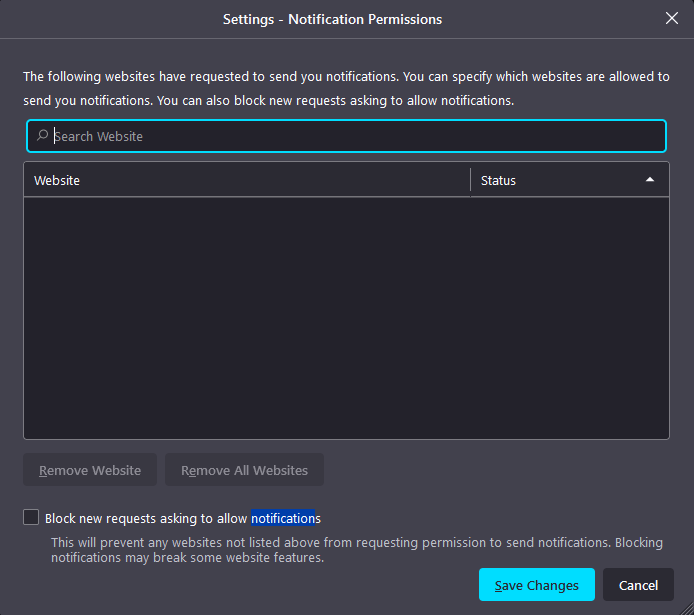 Settings - Notification Permissions
The following websites have requested to send you notifications. You can specify which websites are allowed to
send you notifications. You can also block new requests asking to allow notifications.
Search Website
Website Status
Remove Website Remove All Websites
Block new requests asking to allow notifications
This will prevent any websites not listed above from requesting permission to send notifications. Blocking
notifications may break some website features.
Save Changes Cancel